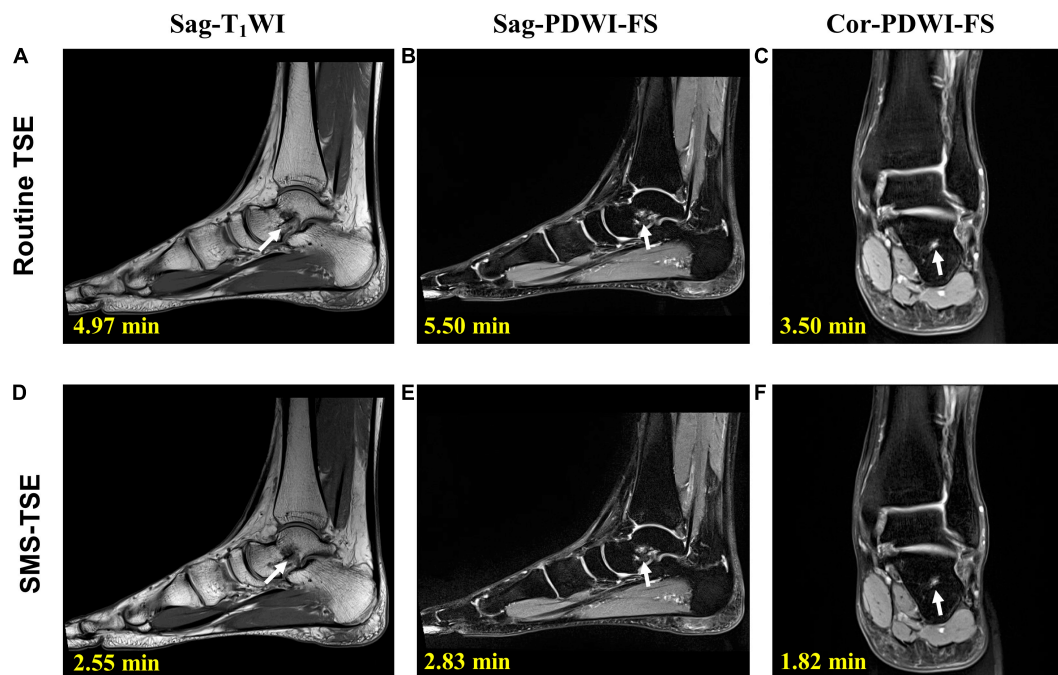 Sag-T₁WI
Sag-PDWI-FS
Cor-PDWI-FS
Routine TSE
A
4.97 min
B
5.50 min
C
3.50 min
SMS-TSE
D
2.55 min
E
2.83 min
F
1.82 min